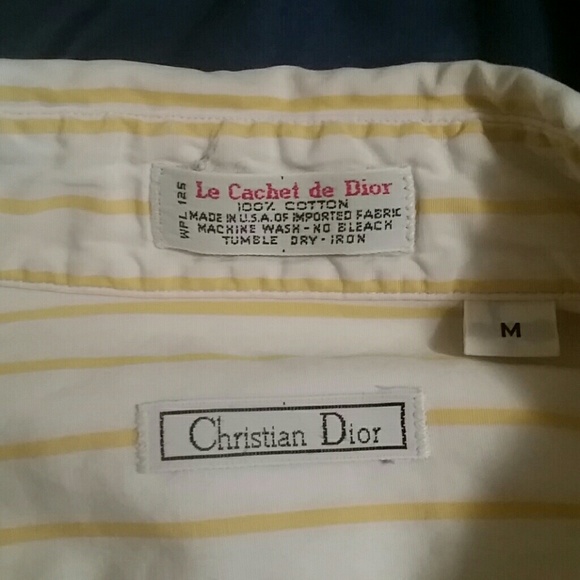 WPL 125
Le Cachet de Dior
100% COTTON
MADE IN U.S.A. OF IMPORTED FABRIC
MACHINE WASH - NO BLEACH
TUMBLE DRY - IRON
M
Christian Dior